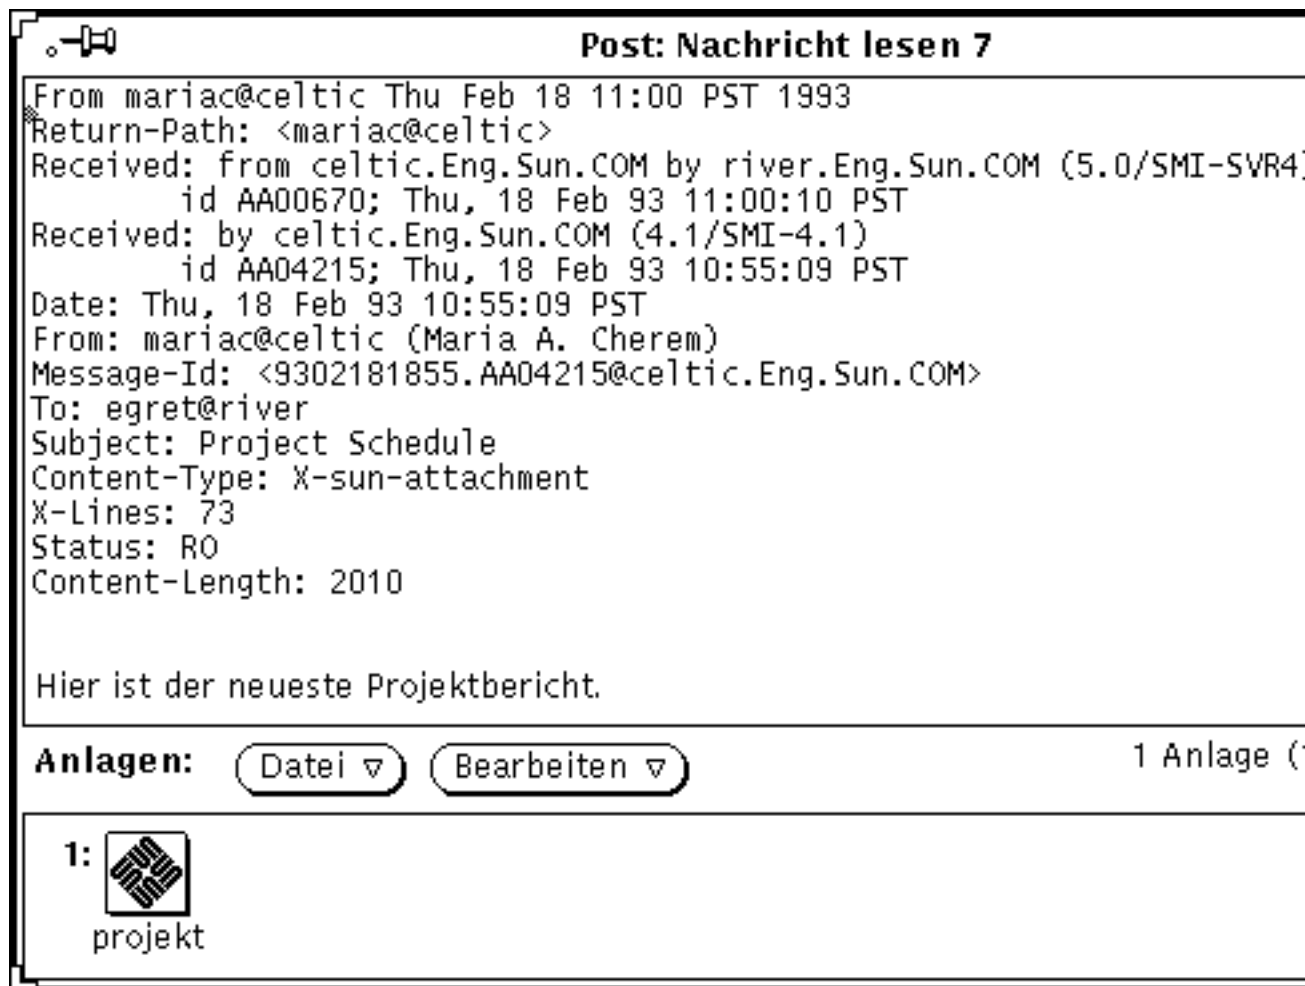 Post: Nachricht lesen 7
From mariac@celtic Thu Feb 18 11:00 PST 1993
Return-Path: <mariac@celtic>
Received: from celtic.Eng.Sun.COM by river.Eng.Sun.COM (5.0/SMI-SVR4)
id AA00670; Thu, 18 Feb 93 11:00:10 PST
Received: by celtic.Eng.Sun.COM (4.1/SMI-4.1)
id AA04215; Thu, 18 Feb 93 10:55:09 PST
Date: Thu, 18 Feb 93 10:55:09 PST
From: mariac@celtic (Maria A. Cherem)
Message-Id: <9302181855.AA04215@celtic.Eng.Sun.COM>
To: egret@river
Subject: Project Schedule
Content-Type: X-sun-attachment
X-Lines: 73
Status: RO
Content-Length: 2010
Hier ist der neueste Projektbericht.
Anlagen: Datei Bearbeiten 1 Anlage (1
1:
projekt